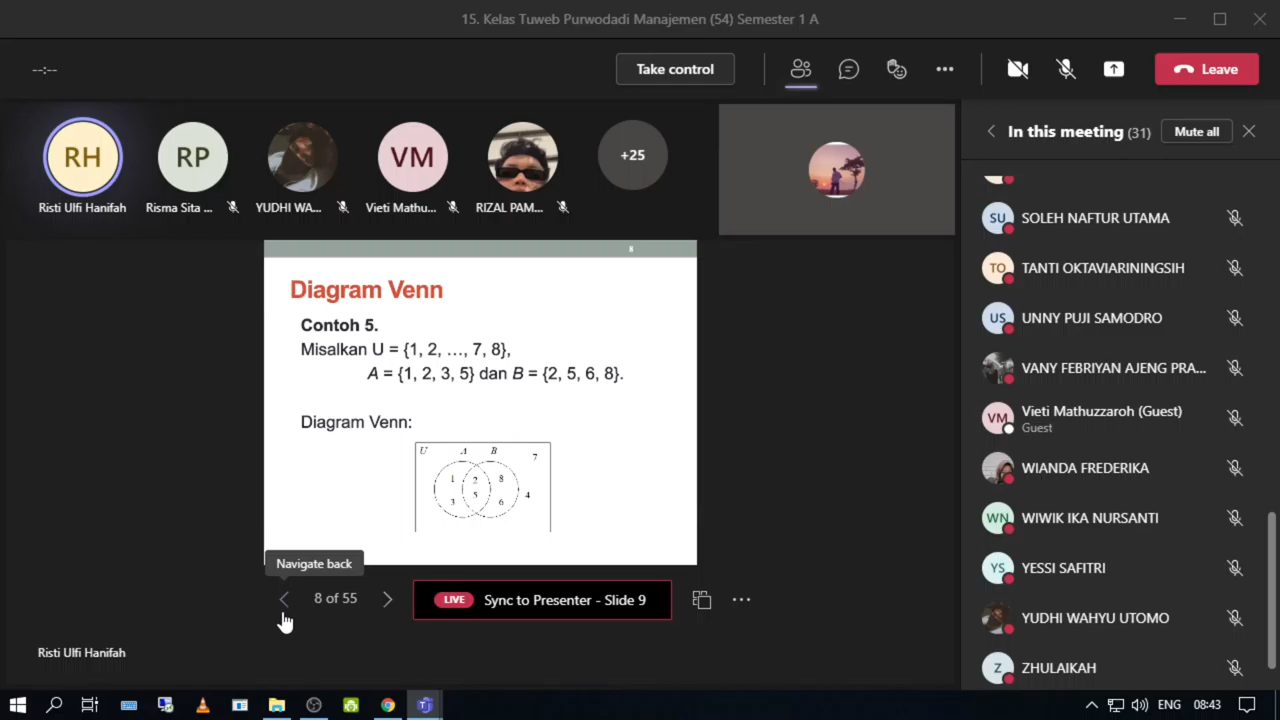 15. Kelas Tuweb Purwodadi Manajemen (54) Semester 1 A
--:--
Take control
Leave
RH
RP
VM
+25
Risti Ulfi Hanifah
Risma Sita ...
YUDHI WA...
Vieti Mathu...
RIZAL PAM...
In this meeting (31)
Mute all
SU
SOLEH NAFTUR UTAMA
TO
TANTI OKTAVIARININGSIH
US
UNNY PUJI SAMODRO
VANY FEBRIYAN AJENG PRA...
VM
Vieti Mathuzzaroh (Guest)
Guest
WIANDA FREDERIKA
WN
WIWIK IKA NURSANTI
YS
YESSI SAFITRI
YUDHI WAHYU UTOMO
Z
ZHULAIKAH
8
Diagram Venn
Contoh 5.
Misalkan U = {1, 2, …, 7, 8},
A = {1, 2, 3, 5} dan B = {2, 5, 6, 8}.
Diagram Venn:
U A B 7
1 2 8
3 5 6 4
Navigate back
8 of 55
LIVE Sync to Presenter - Slide 9
Risti Ulfi Hanifah
ENG 08:43